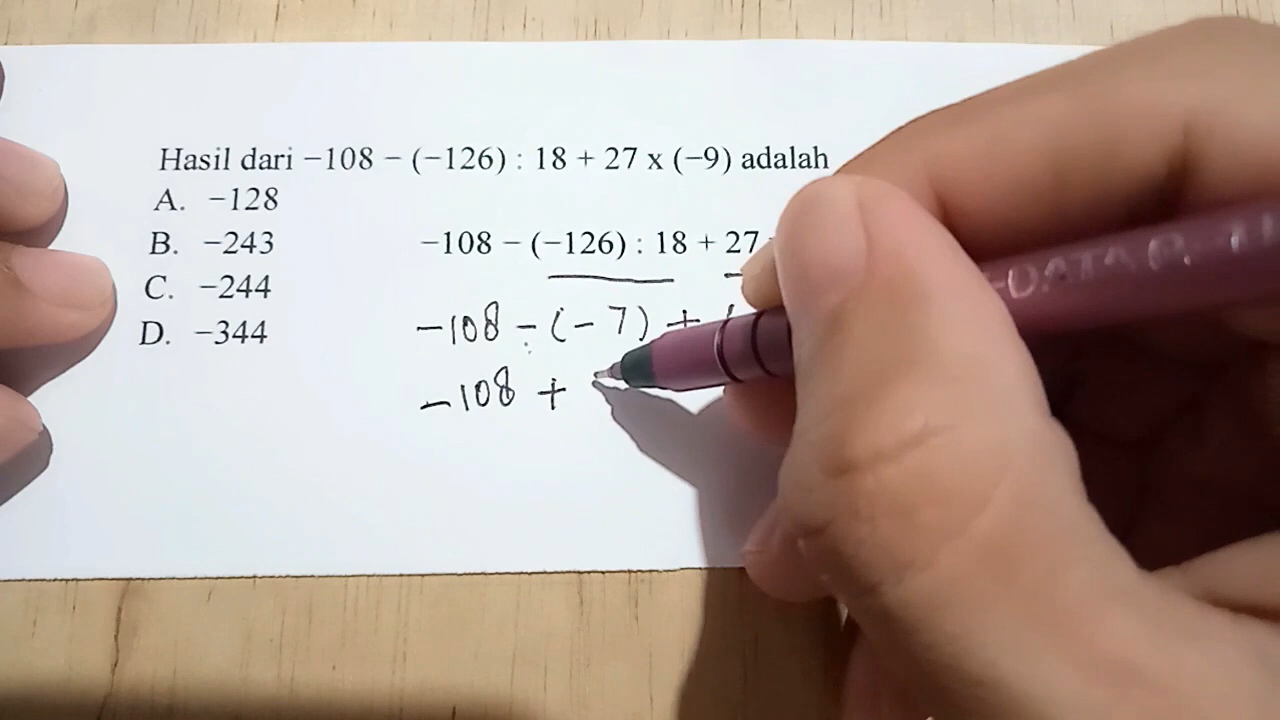 Hasil dari −108 − (−126) : 18 + 27 x (−9) adalah
A. −128
B. −243
C. −244
D. −344
−108 − (−126) : 18 + 27
−108 − (−7) + (
−108 +